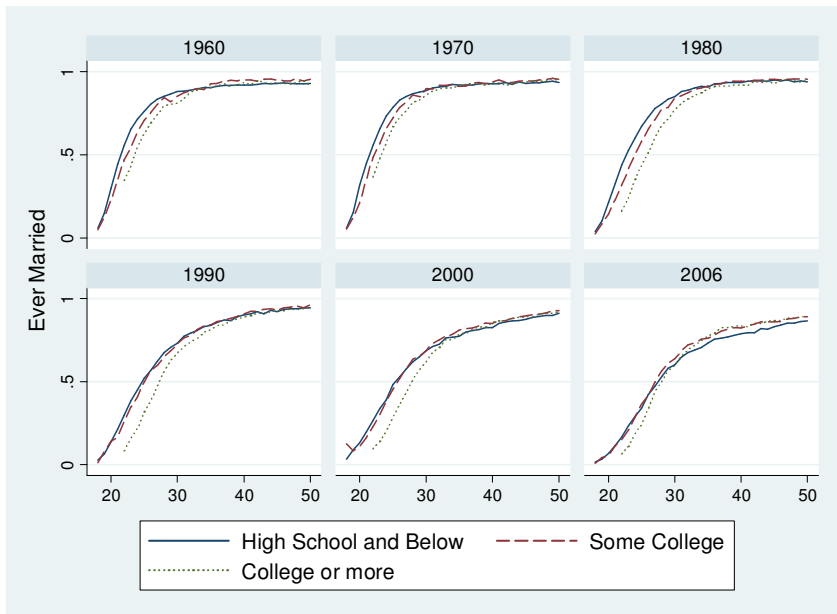 1960
1970
1980
1
.5
0
Ever Married
1990
2000
2006
1
.5
0
20 30 40 50
20 30 40 50
20 30 40 50
High School and Below
Some College
College or more